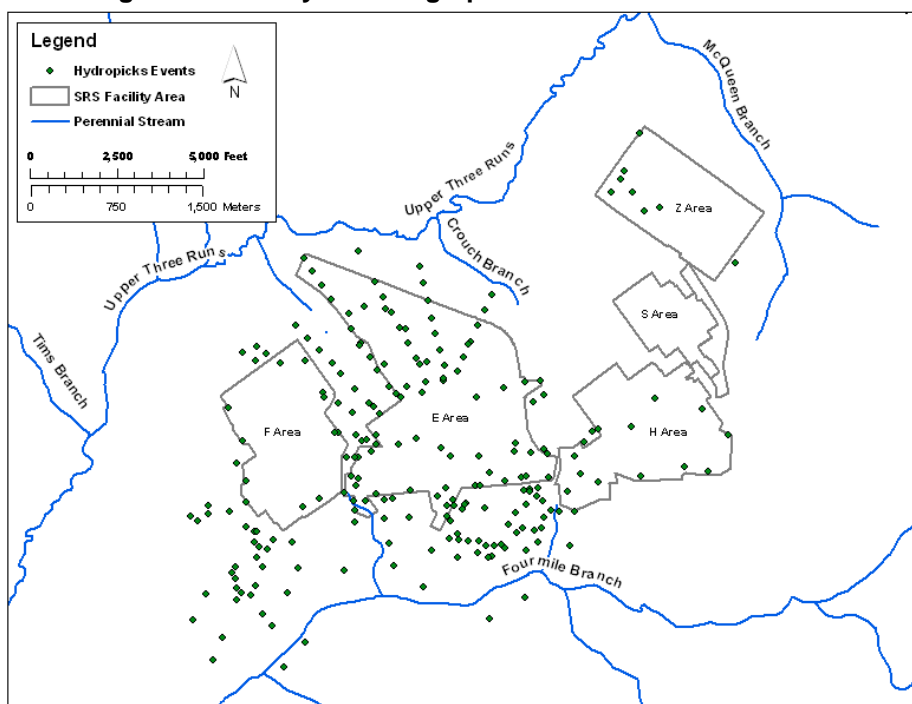 Legend
Hydropicks Events
SRS Facility Area
Perennial Stream
N
0 2,500 5,000 Feet
0 750 1,500 Meters
McQueen Branch
Upper Three Runs
Z Area
Crouch Branch
Upper Three Runs
S Area
Tims Branch
F Area
E Area
H Area
Fourmile Branch